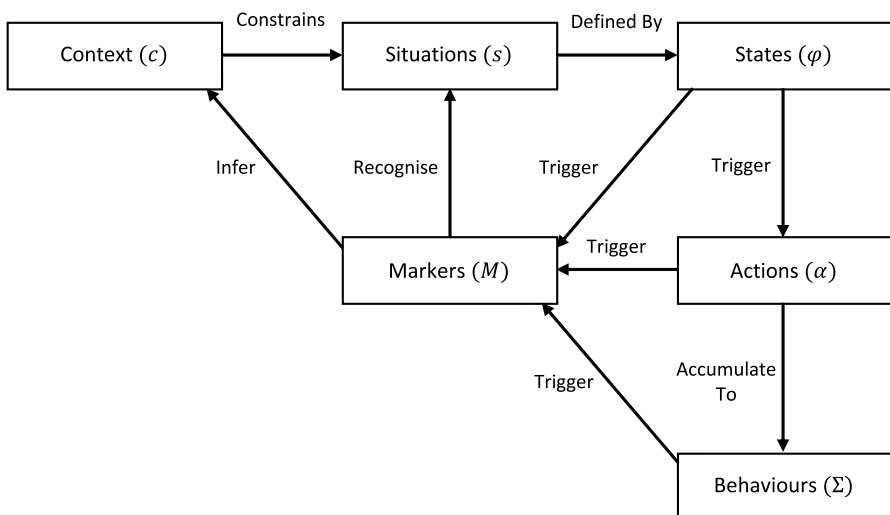 Constrains
Defined By
Context (c)
Situations (s)
States (φ)
Infer
Recognise
Trigger
Trigger
Trigger
Markers (M)
Actions (α)
Trigger
Accumulate
To
Behaviours (Σ)